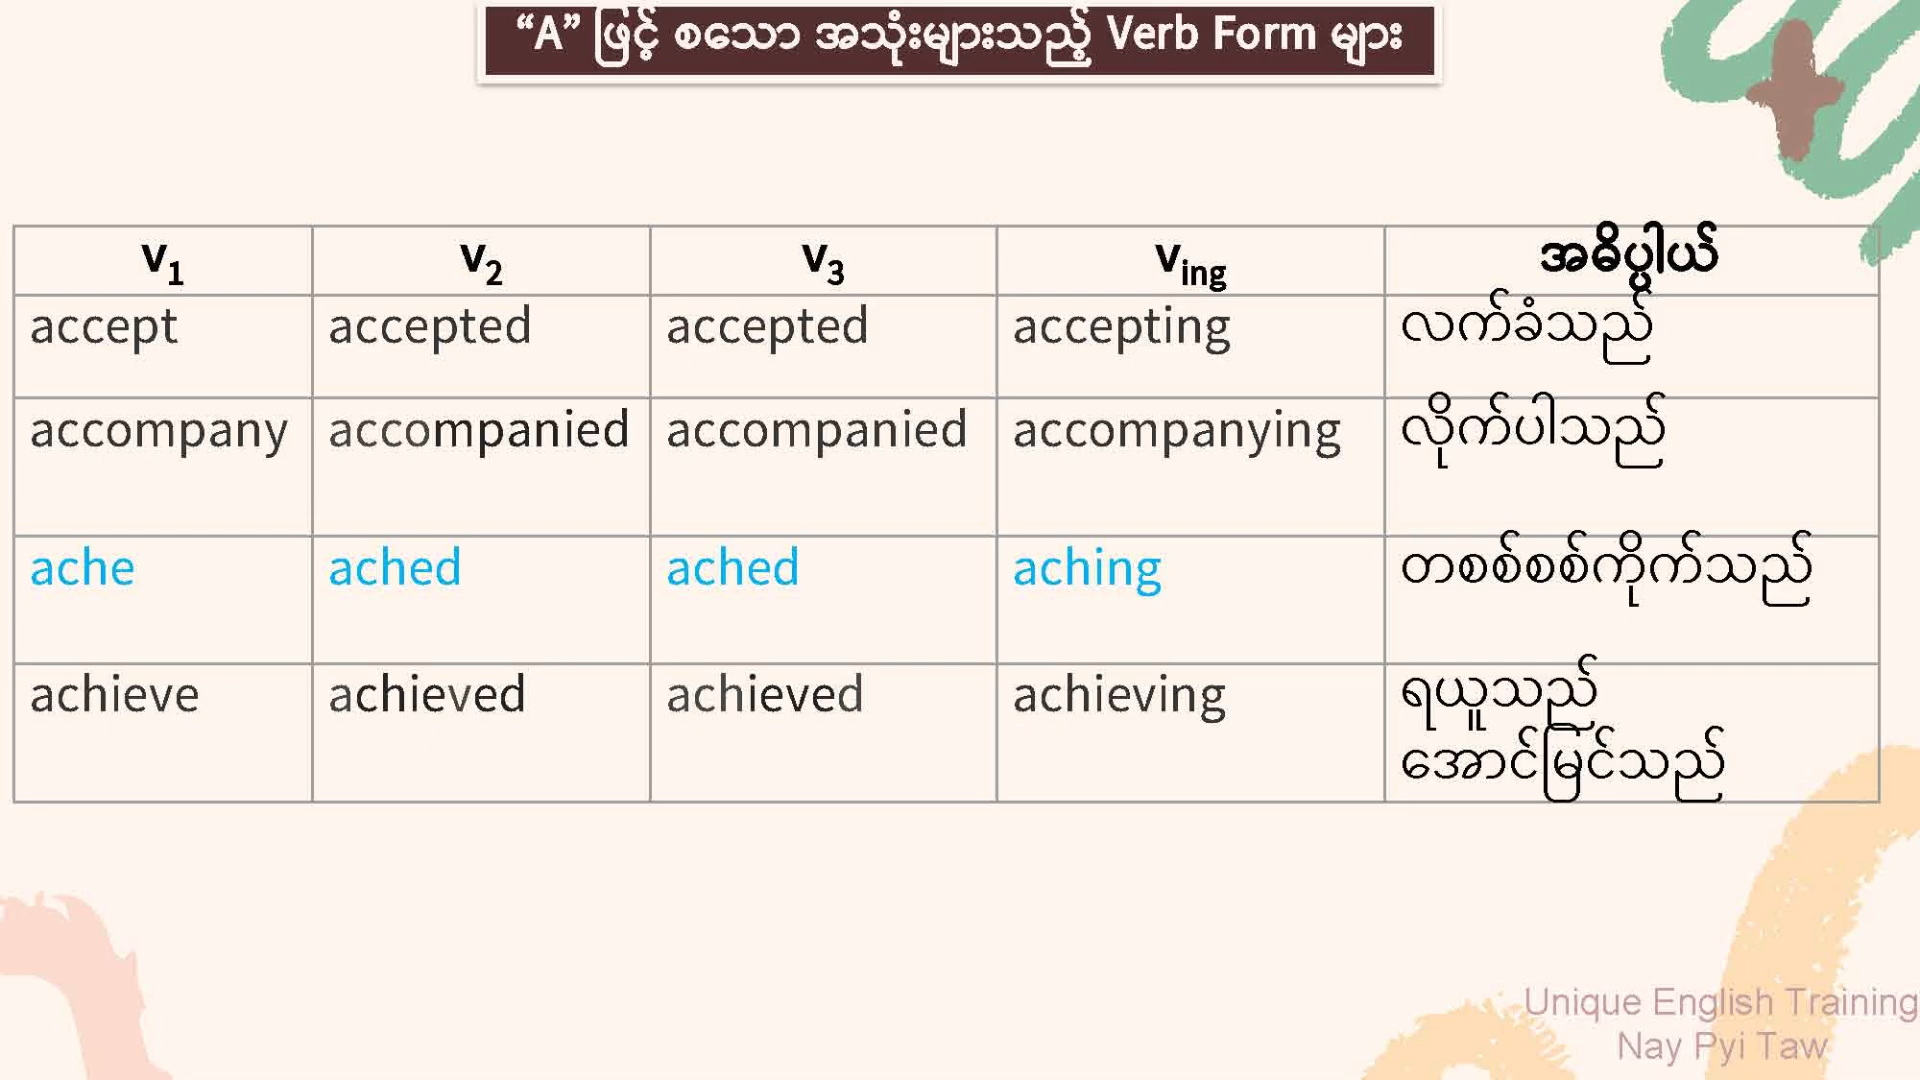 “A” ဖြင့် စသော အသုံးများသည့် Verb Form များ
V1 V2 V3 Ving အဓိပ္ပါယ်
accept accepted accepted accepting လက်ခံသည်
accompany accompanied accompanied accompanying လိုက်ပါသည်
ache ached ached aching တစစ်စစ်ကိုက်သည်
achieve achieved achieved achieving ရယူသည်
အောင်မြင်သည်
Unique English Training
Nay Pyi Taw